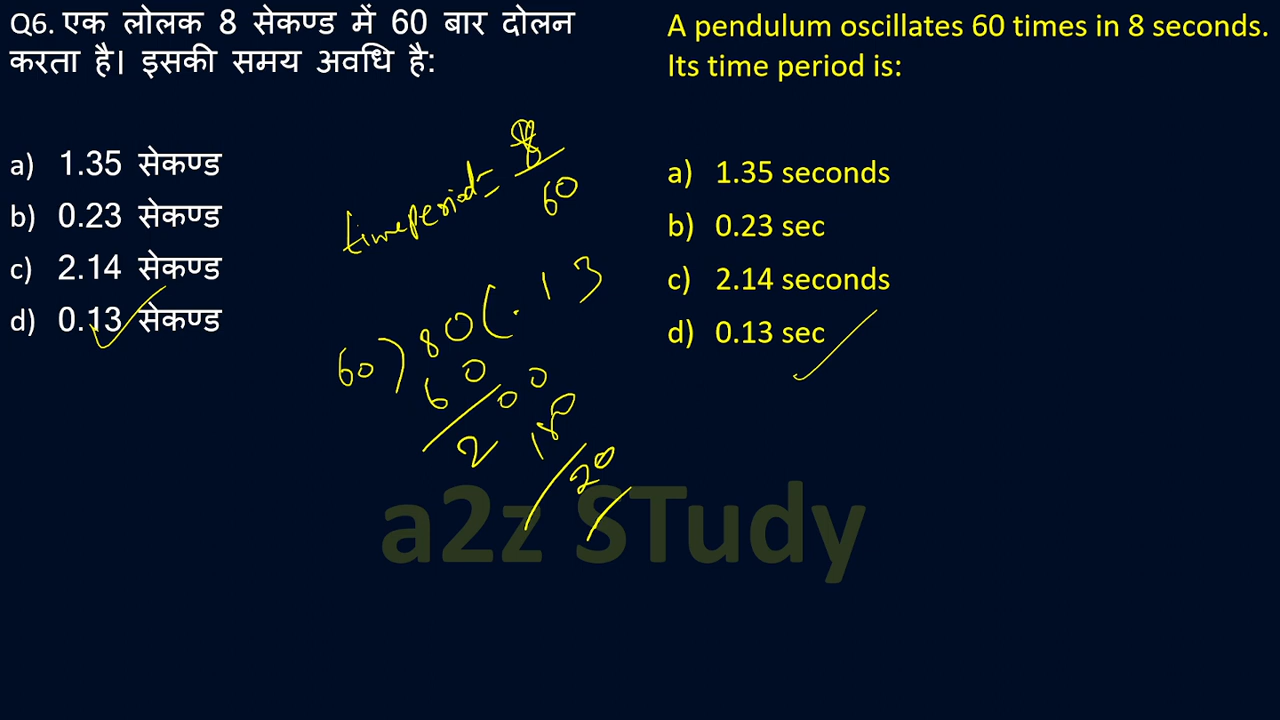 Q6. एक लोलक 8 सेकण्ड में 60 बार दोलन
करता है। इसकी समय अवधि है:
a) 1.35 सेकण्ड
b) 0.23 सेकण्ड
c) 2.14 सेकण्ड
d) 0.13 सेकण्ड
A pendulum oscillates 60 times in 8 seconds.
Its time period is:
a) 1.35 seconds
b) 0.23 sec
c) 2.14 seconds
d) 0.13 sec
time period = 8/60
60)80(.13
60
200
180
20
a2z STudy